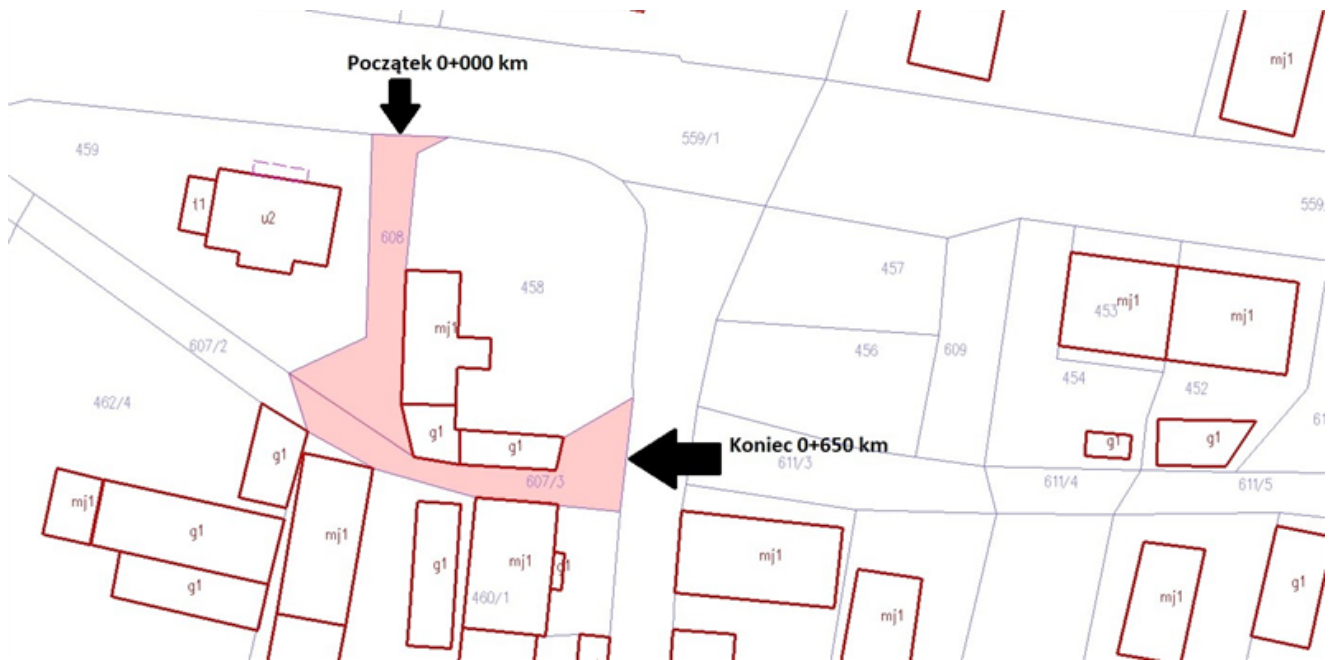 Początek 0+000 km
mj1
559/1
459
559/
t1
u2
608
458
457
453
mj1
mj1
mj1
607/2
456
609
454
452
462/4
g1
g1
g1
g1
g1
Koniec 0+650 km
611/3
611/4
611/5
61
607/3
mj1
g1
mj1
g1
mj1
mj1
g1
g1
460/1
mj1
mj1
g1